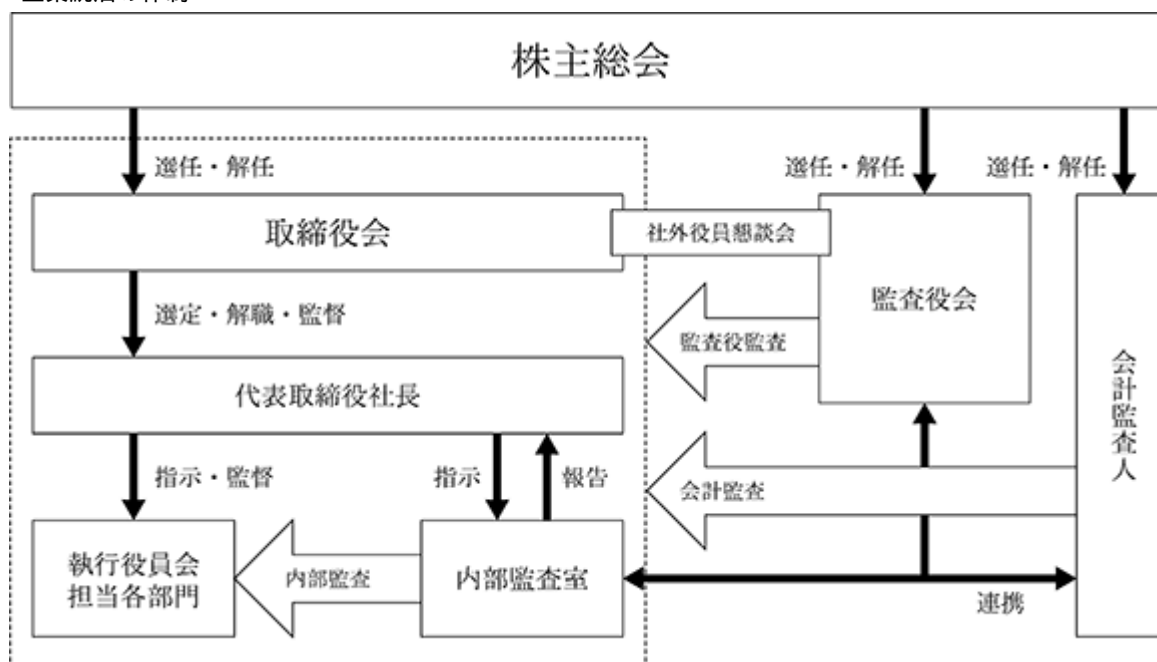 株主総会
選任・解任
選任・解任
選任・解任
取締役会
社外役員懇談会
監査役会
選定・解職・監督
監査役監査
代表取締役社長
会計監査人
指示・監督
指示
報告
会計監査
執行役員会
担当各部門
内部監査
内部監査室
連携